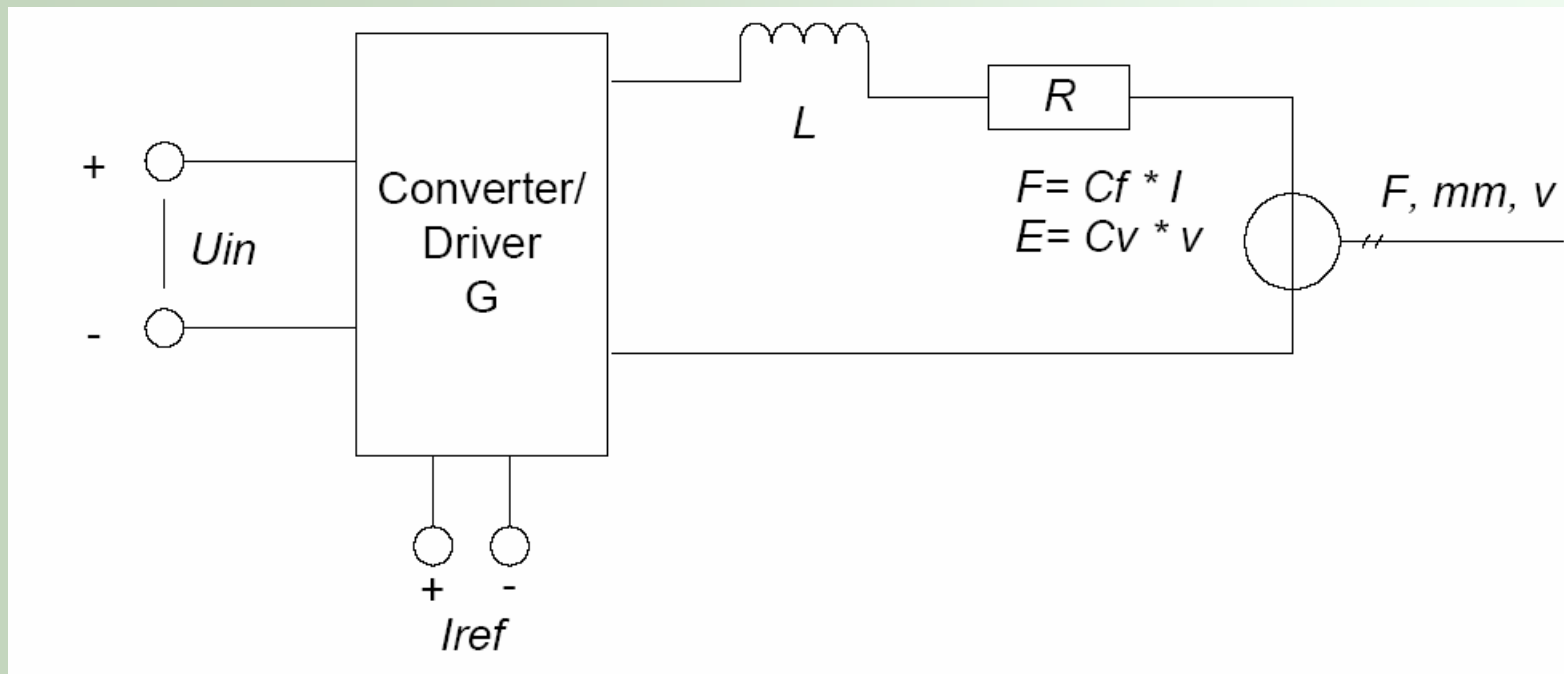 L
R
+
Uin
-
Converter/
Driver
G
F= Cf * I
E= Cv * v
F, mm, v
+ -
Iref